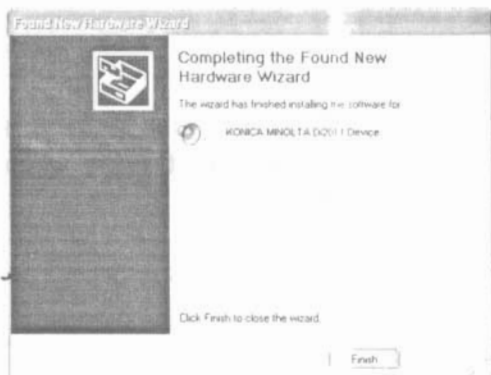 Found New Hardware Wizard
Completing the Found New
Hardware Wizard
The wizard has finished installing the software for:
KONICA MINOLTA Di2011 Device
Click Finish to close the wizard.
Finish